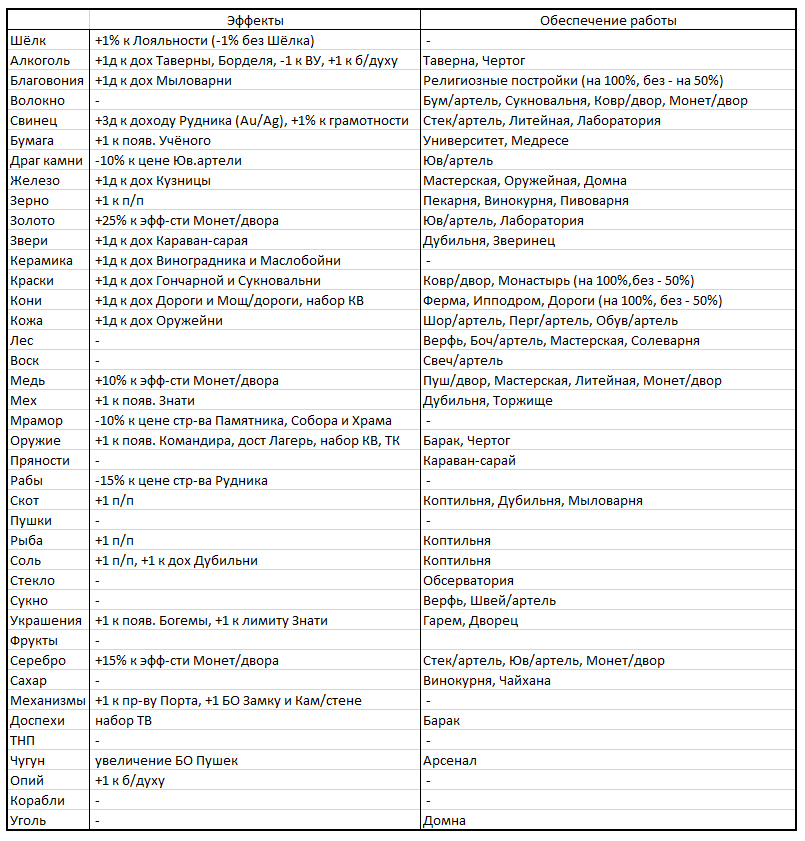 Эффекты Обеспечение работы
Шёлк +1% к Лояльности (-1% без Шёлка) -
Алкоголь +1д к дох Таверны, Борделя, -1 к ВУ, +1 к б/духу Таверна, Чертог
Благовония +1д к дох Мыловарни Религиозные постройки (на 100%, без - на 50%)
Волокно - Бум/артель, Сукновальня, Ковр/двор, Монет/двор
Свинец +3д к доходу Рудника (Au/Ag), +1% к грамотности Стек/артель, Литейная, Лаборатория
Бумага +1 к появ. Учёного Университет, Медресе
Драг камни -10% к цене Юв.артели Юв/артель
Железо +1д к дох Кузницы Мастерская, Оружейная, Домна
Зерно +1 к п/п Пекарня, Винокурня, Пивоварня
Золото +25% к эфф-сти Монет/двора Юв/артель, Лаборатория
Звери +1д к дох Караван-сарая Дубильня, Зверинец
Керамика +1д к дох Виноградника и Маслобойни -
Краски +1д к дох Гончарной и Сукновальни Ковр/двор, Монастырь (на 100%,без - 50%)
Кони +1д к дох Дороги и Мощ/дороги, набор КВ Ферма, Ипподром, Дороги (на 100%, без - 50%)
Кожа +1д к дох Оружейни Шор/артель, Перг/артель, Обув/артель
Лес - Верфь, Боч/артель, Мастерская, Солеварня
Воск - Свеч/артель
Медь +10% к эфф-сти Монет/двора Пуш/двор, Мастерская, Литейная, Монет/двор
Мех +1 к появ. Знати Дубильня, Торжище
Мрамор -10% к цене стр-ва Памятника, Собора и Храма -
Оружие +1 к появ. Командира, дост Лагерь, набор КВ, ТК Барак, Чертог
Пряности - Караван-сарай
Рабы -15% к цене стр-ва Рудника -
Скот +1 п/п Коптильня, Дубильня, Мыловарня
Пушки - -
Рыба +1 п/п Коптильня
Соль +1 п/п, +1 к дох Дубильни Коптильня
Стекло - Обсерватория
Сукно - Верфь, Швей/артель
Украшения +1 к появ. Богемы, +1 к лимиту Знати Гарем, Дворец
Фрукты -
Серебро +15% к эфф-сти Монет/двора Стек/артель, Юв/артель, Монет/двор
Сахар - Винокурня, Чайхана
Механизмы +1 к пр-ву Порта, +1 БО Замку и Кам/стене -
Доспехи набор ТВ Барак
ТНП - -
Чугун увеличение БО Пушек Арсенал
Опий +1 к б/духу -
Корабли - -
Уголь - Домна